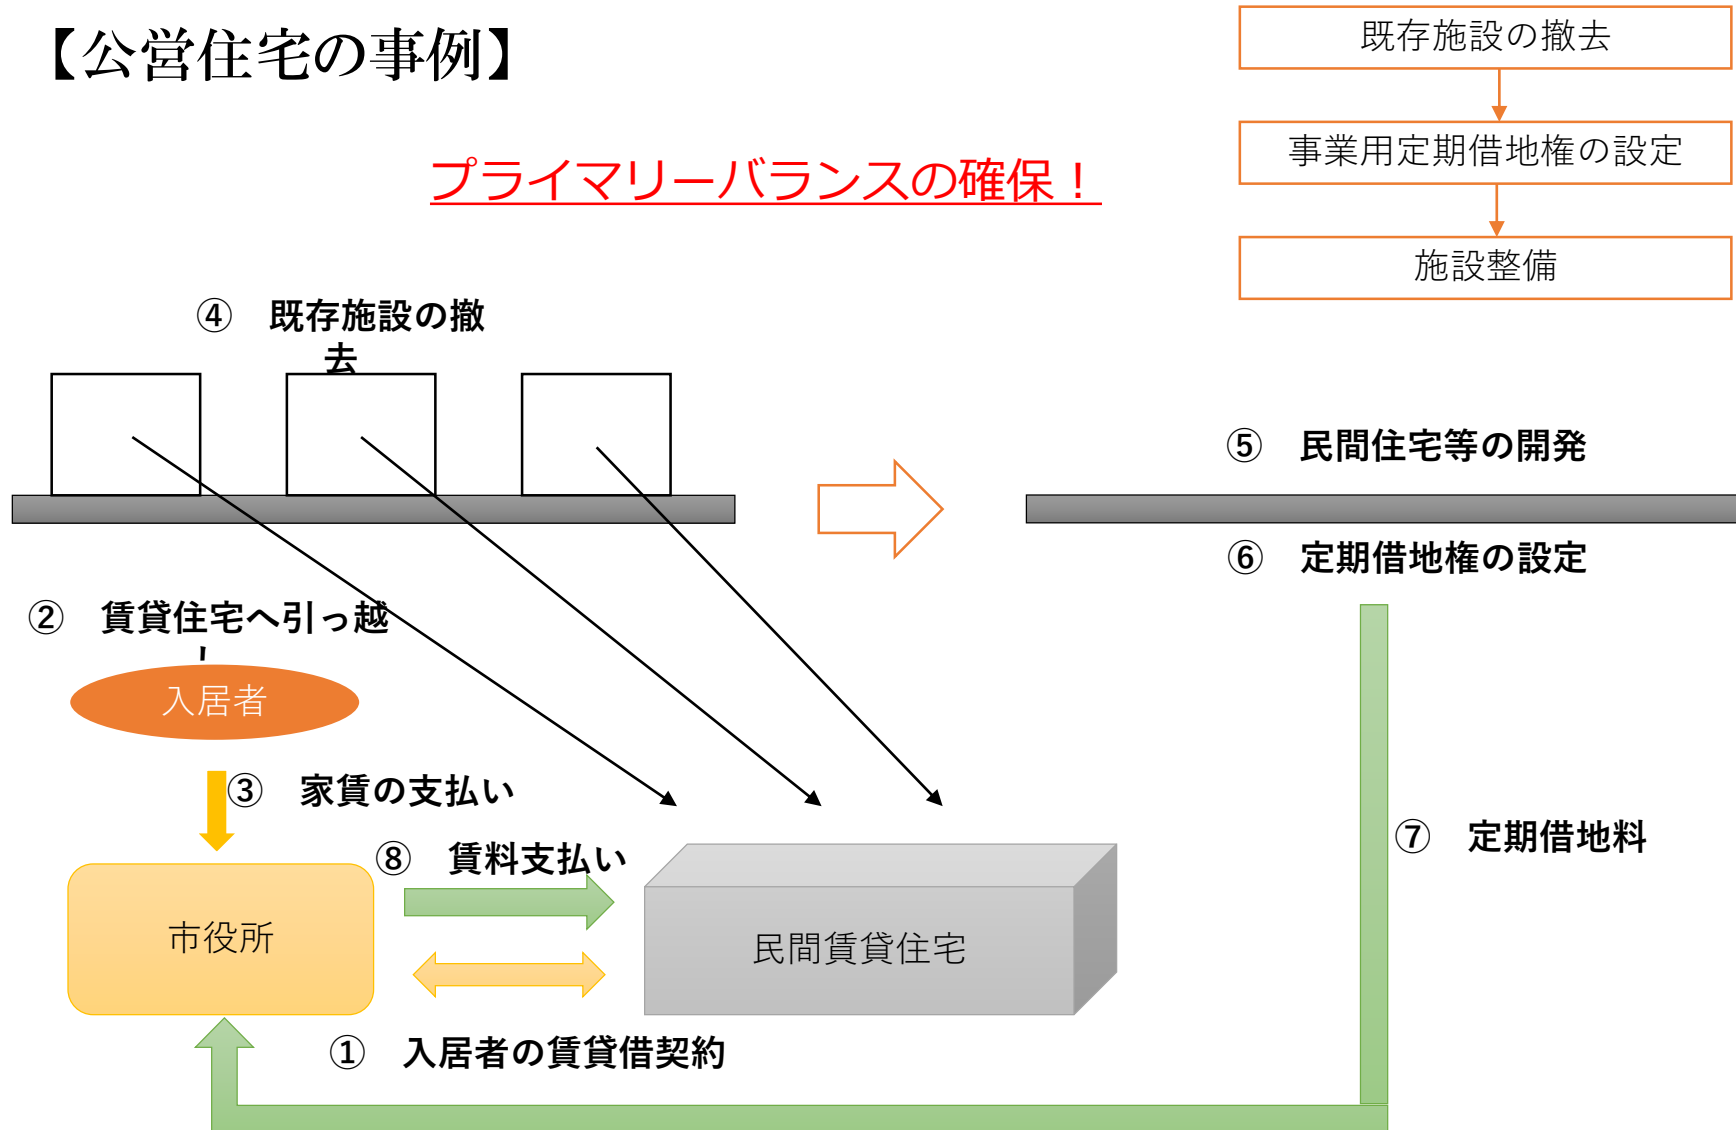 【公営住宅の事例】
既存施設の撤去
事業用定期借地権の設定
施設整備
プライマリーバランスの確保！
④　既存施設の撤
去
⑤　民間住宅等の開発
⑥　定期借地権の設定
②　賃貸住宅へ引っ越
入居者
③　家賃の支払い
⑧　賃料支払い
⑦　定期借地料
市役所
民間賃貸住宅
①　入居者の賃貸借契約